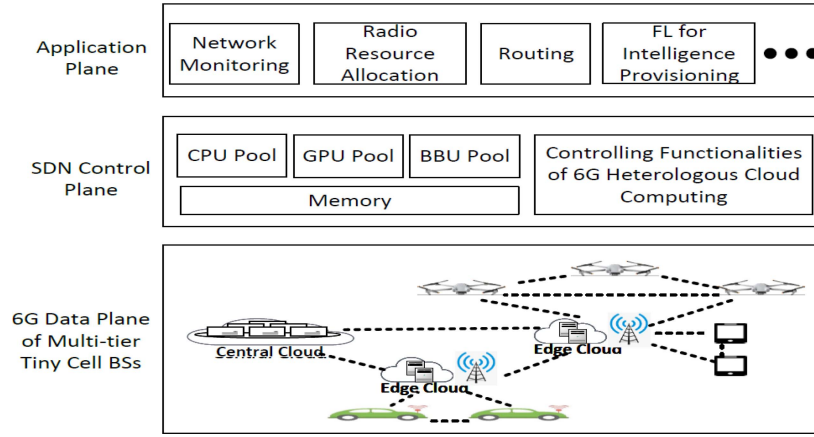 Application
Plane
Network
Monitoring
Radio
Resource
Allocation
Routing
FL for
Intelligence
Provisioning
SDN Control
Plane
CPU Pool
GPU Pool
BBU Pool
Memory
Controlling Functionalities
of 6G Heterologous Cloud
Computing
6G Data Plane
of Multi-tier
Tiny Cell BSs
Central Cloud
Edge Cloud
Edge Cloud